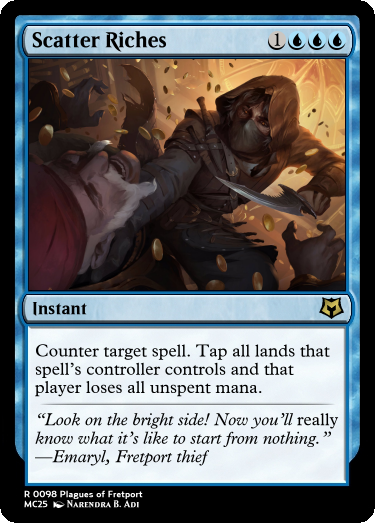 Scatter Riches 1
Instant
Counter target spell. Tap all lands that
spell's controller controls and that
player loses all unspent mana.
“Look on the bright side! Now you’ll really
know what it’s like to start from nothing.”
—Emaryl, Fretport thief
R 0098 Plagues of Fretport
MC25 Narendra B. Adi